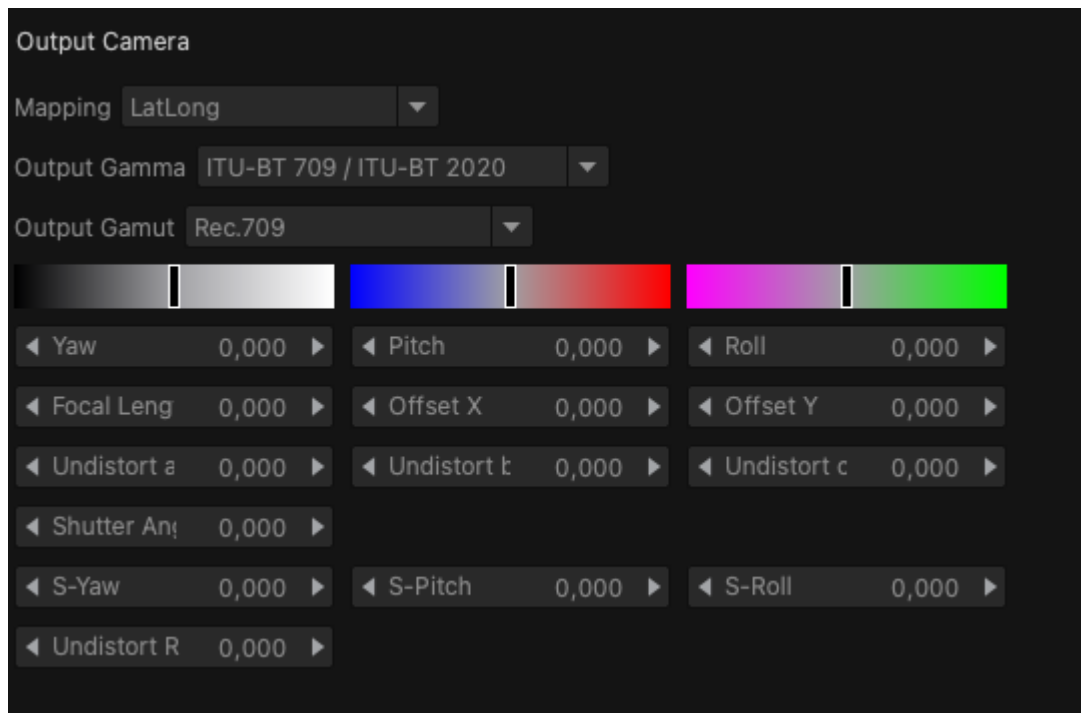 Output Camera
Mapping LatLong
Output Gamma ITU-BT 709 / ITU-BT 2020
Output Gamut Rec.709
Yaw 0,000 Pitch 0,000 Roll 0,000
Focal Leng 0,000 Offset X 0,000 Offset Y 0,000
Undistort a 0,000 Undistort b 0,000 Undistort c 0,000
Shutter Ang 0,000
S-Yaw 0,000 S-Pitch 0,000 S-Roll 0,000
Undistort R 0,000